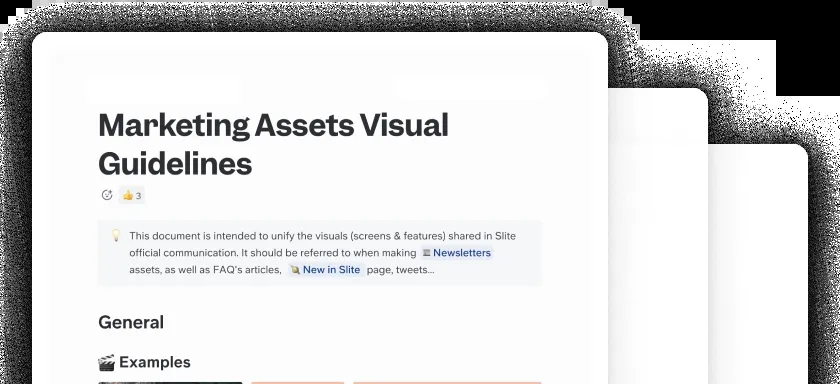 Marketing Assets Visual
Guidelines
👍 3
This document is intended to unify the visuals (screens & features) shared in Slite
official communication. It should be referred to when making Newsletters
assets, as well as FAQ's articles, New in Slite page, tweets...
General
🎬 Examples